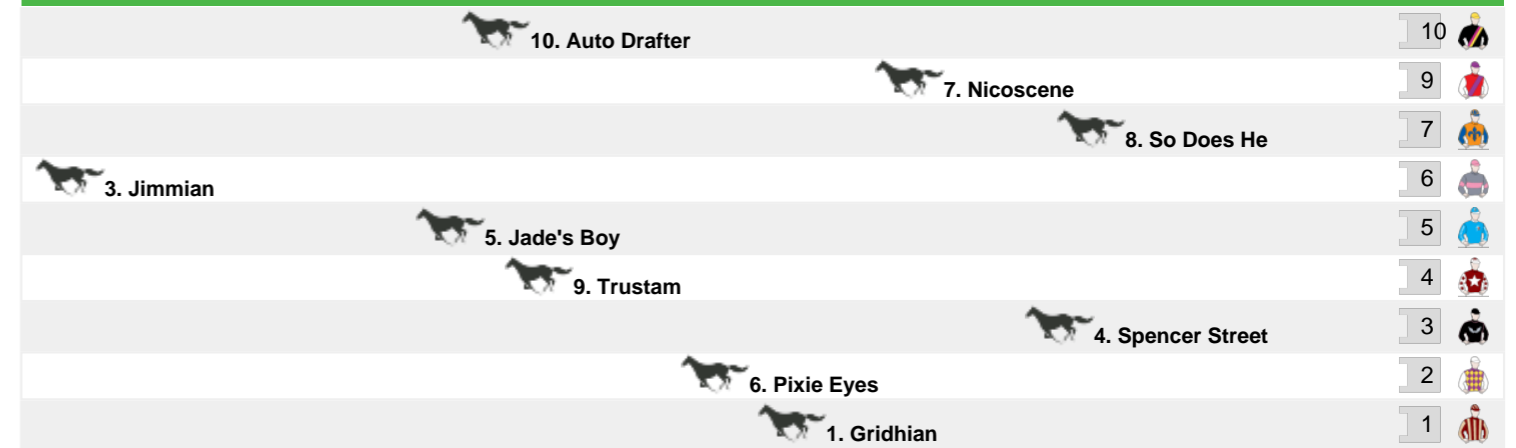 10. Auto Drafter 10
7. Nicoscene 9
8. So Does He 7
3. Jimmian 6
5. Jade's Boy 5
9. Trustam 4
4. Spencer Street 3
6. Pixie Eyes 2
1. Gridhian 1